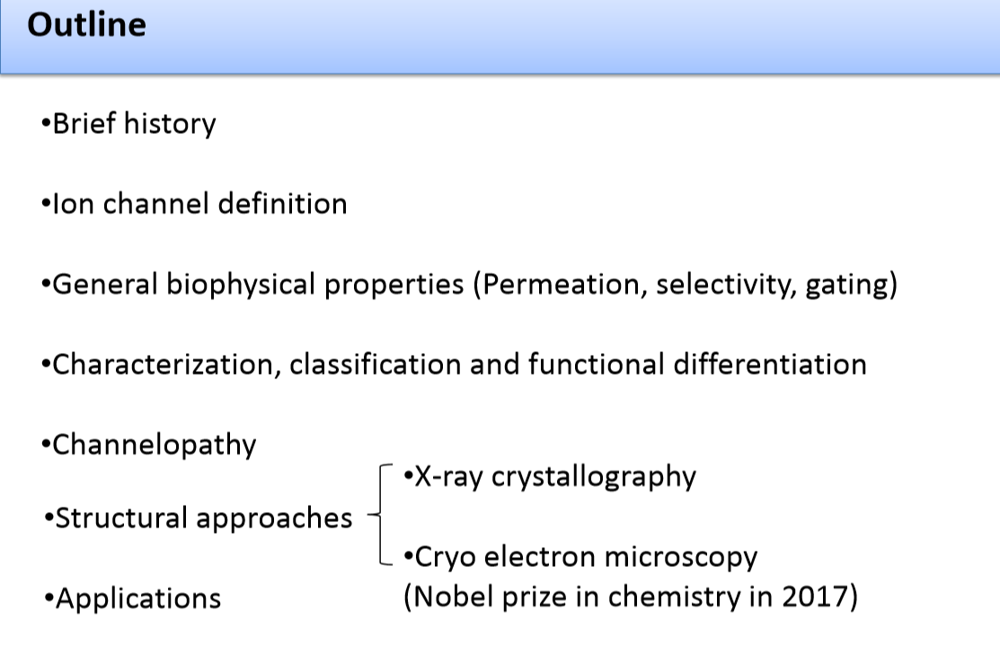 Outline
•Brief history
•Ion channel definition
•General biophysical properties (Permeation, selectivity, gating)
•Characterization, classification and functional differentiation
•Channelopathy
•Structural approaches
•X-ray crystallography
•Cryo electron microscopy
(Nobel prize in chemistry in 2017)
•Applications